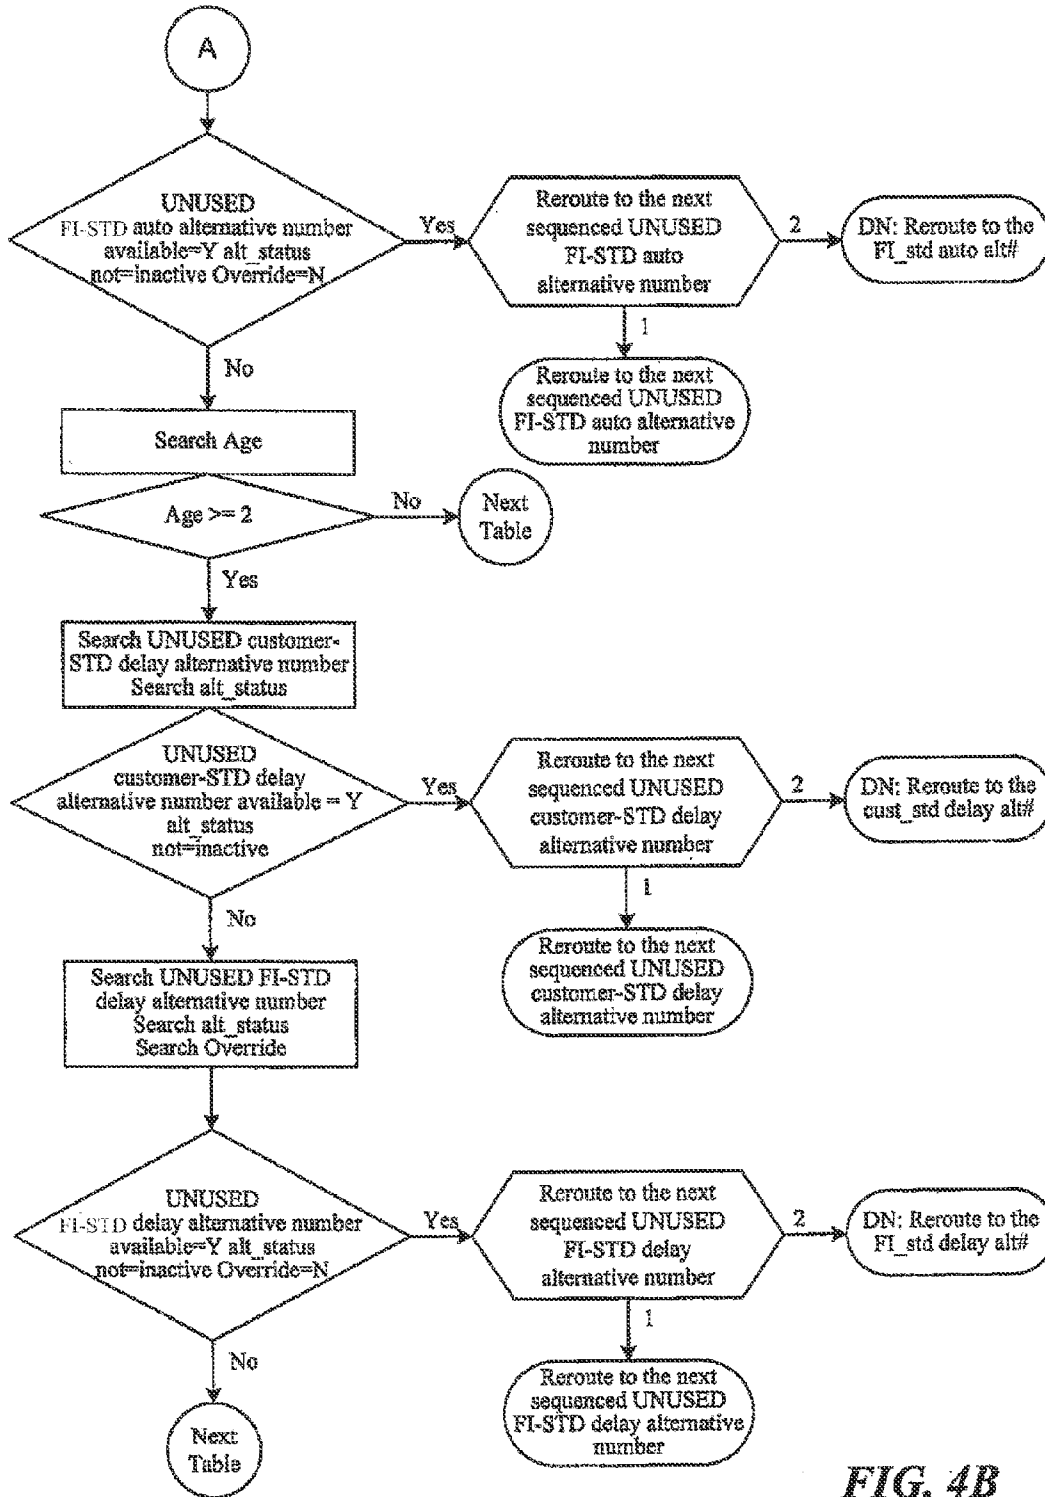 A
UNUSED
FI-STD auto alternative number
available=Y alt_status
not=inactive Override=N
Yes
Reroute to the next
sequenced UNUSED
FI-STD auto
alternative number
2
DN: Reroute to the
FI_std auto alt#
1
Reroute to the next
sequenced UNUSED
FI-STD auto alternative
number
No
Search Age
Age >= 2
No
Next
Table
Yes
Search UNUSED customer-
STD delay alternative number
Search alt_status
UNUSED
customer-STD delay
alternative number available = Y
alt_status
not=inactive
Yes
Reroute to the next
sequenced UNUSED
customer-STD delay
alternative number
2
DN: Reroute to the
cust_std delay alt#
1
Reroute to the next
sequenced UNUSED
customer-STD delay
alternative number
No
Search UNUSED FI-STD
delay alternative number
Search alt_status
Search Override
UNUSED
FI-STD delay alternative number
available=Y alt_status
not=inactive Override=N
Yes
Reroute to the next
sequenced UNUSED
FI-STD delay
alternative number
2
DN: Reroute to the
FI_std delay alt#
1
Reroute to the next
sequenced UNUSED
FI-STD delay alternative
number
No
Next
Table
FIG. 4B